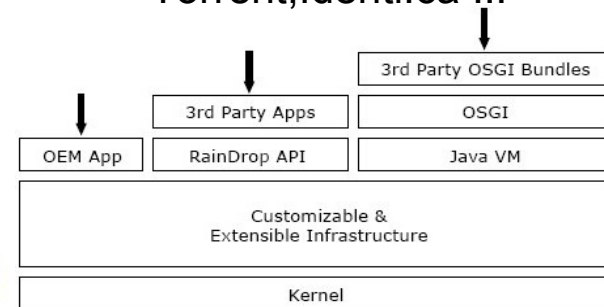 3rd Party OSGI Bundles
3rd Party Apps
OSGI
OEM App
RainDrop API
Java VM
Customizable &
Extensible Infrastructure
Kernel